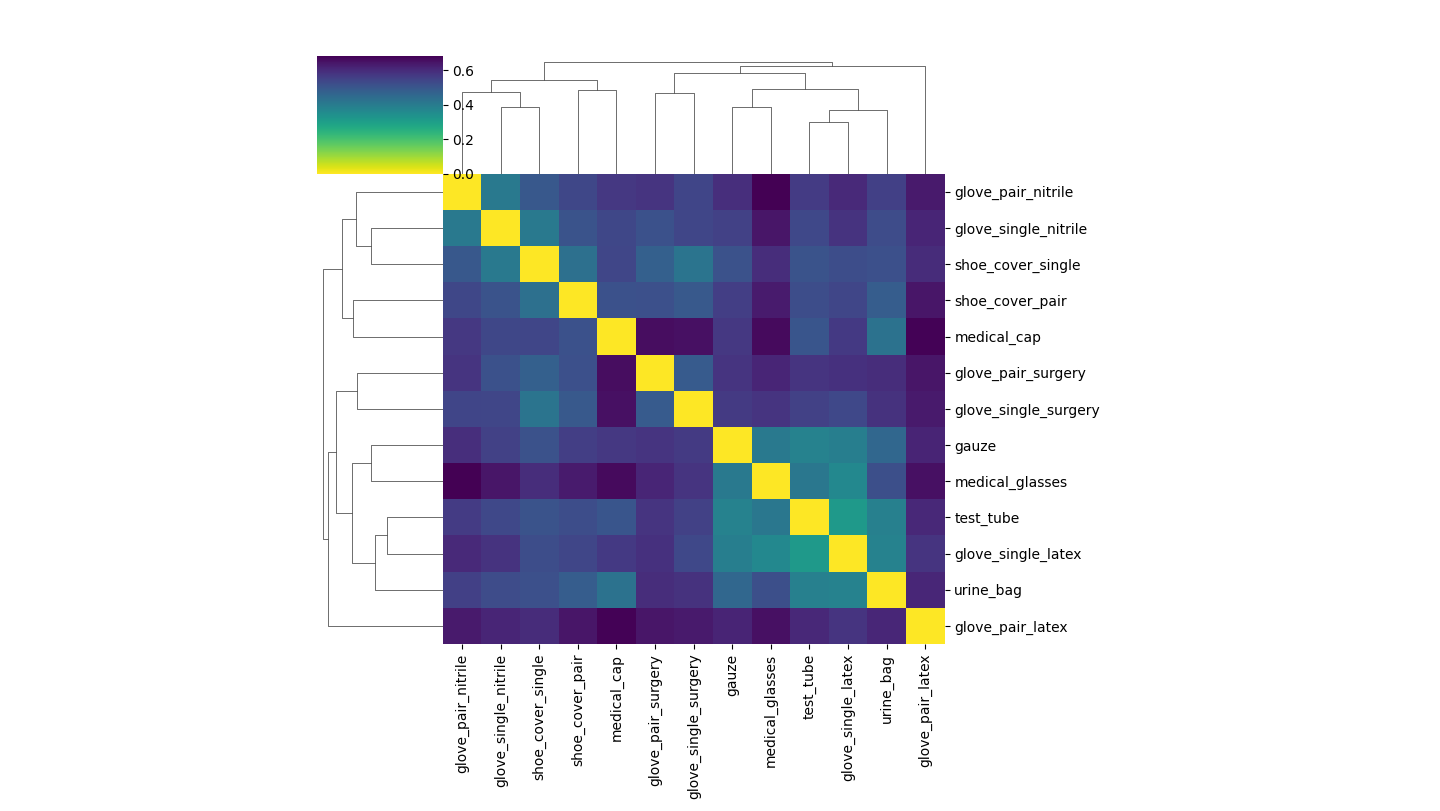 0.6
0.4
0.2
0.0
glove_pair_nitrile
glove_single_nitrile
shoe_cover_single
shoe_cover_pair
medical_cap
glove_pair_surgery
glove_single_surgery
gauze
medical_glasses
test_tube
glove_single_latex
urine_bag
glove_pair_latex
glove_pair_nitrile
glove_single_nitrile
shoe_cover_single
shoe_cover_pair
medical_cap
glove_pair_surgery
glove_single_surgery
gauze
medical_glasses
test_tube
glove_single_latex
urine_bag
glove_pair_latex